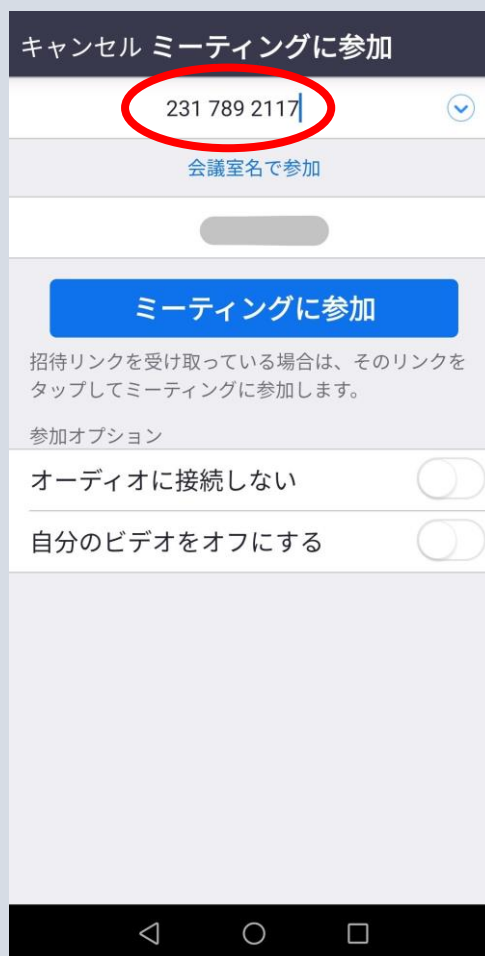 キャンセル ミーティングに参加
231 789 2117
会議室名で参加
ミーティングに参加
招待リンクを受け取っている場合は、そのリンクを
タップしてミーティングに参加します。
参加オプション
オーディオに接続しない
自分のビデオをオフにする